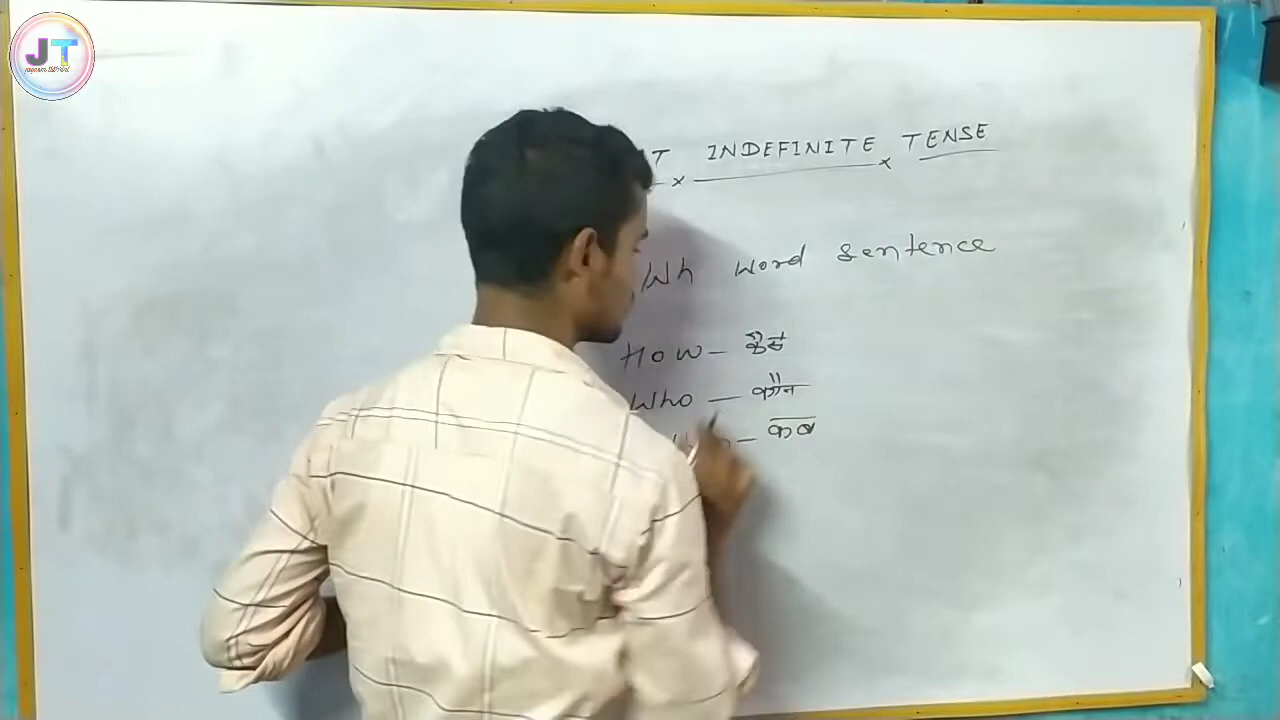 JT
T INDEFINITE TENSE
Wh word sentence
How - कैसे
Who - कौन
- कब